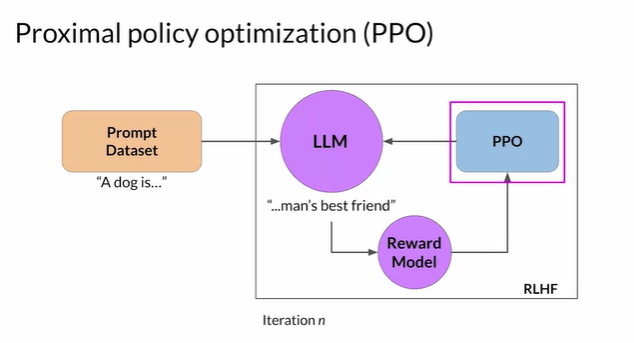 Proximal policy optimization (PPO)
Prompt
Dataset
LLM
PPO
"A dog is..."
"...man's best friend"
Reward
Model
RLHF
Iteration n